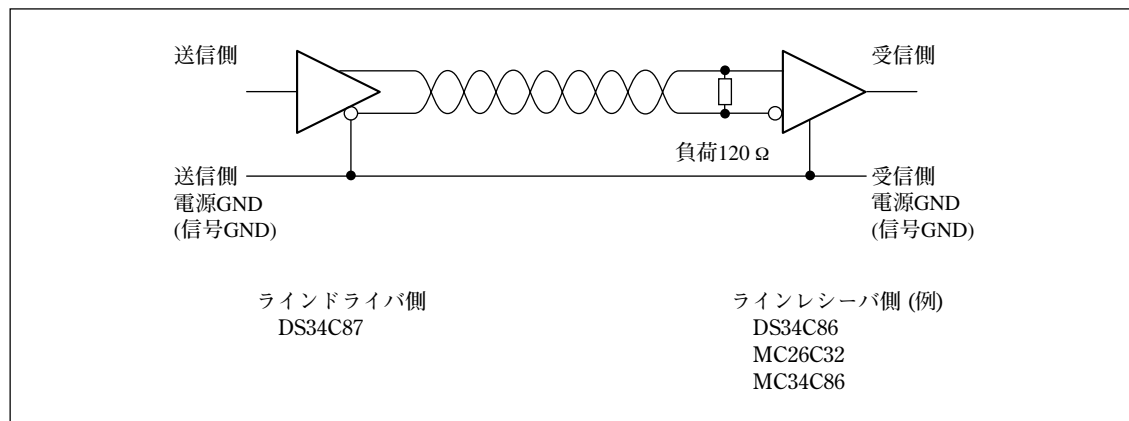 送信側
受信側
負荷120 Ω
送信側
電源GND
(信号GND)
受信側
電源GND
(信号GND)
ラインドライバ側
DS34C87
ラインレシーバ側 (例)
DS34C86
MC26C32
MC34C86